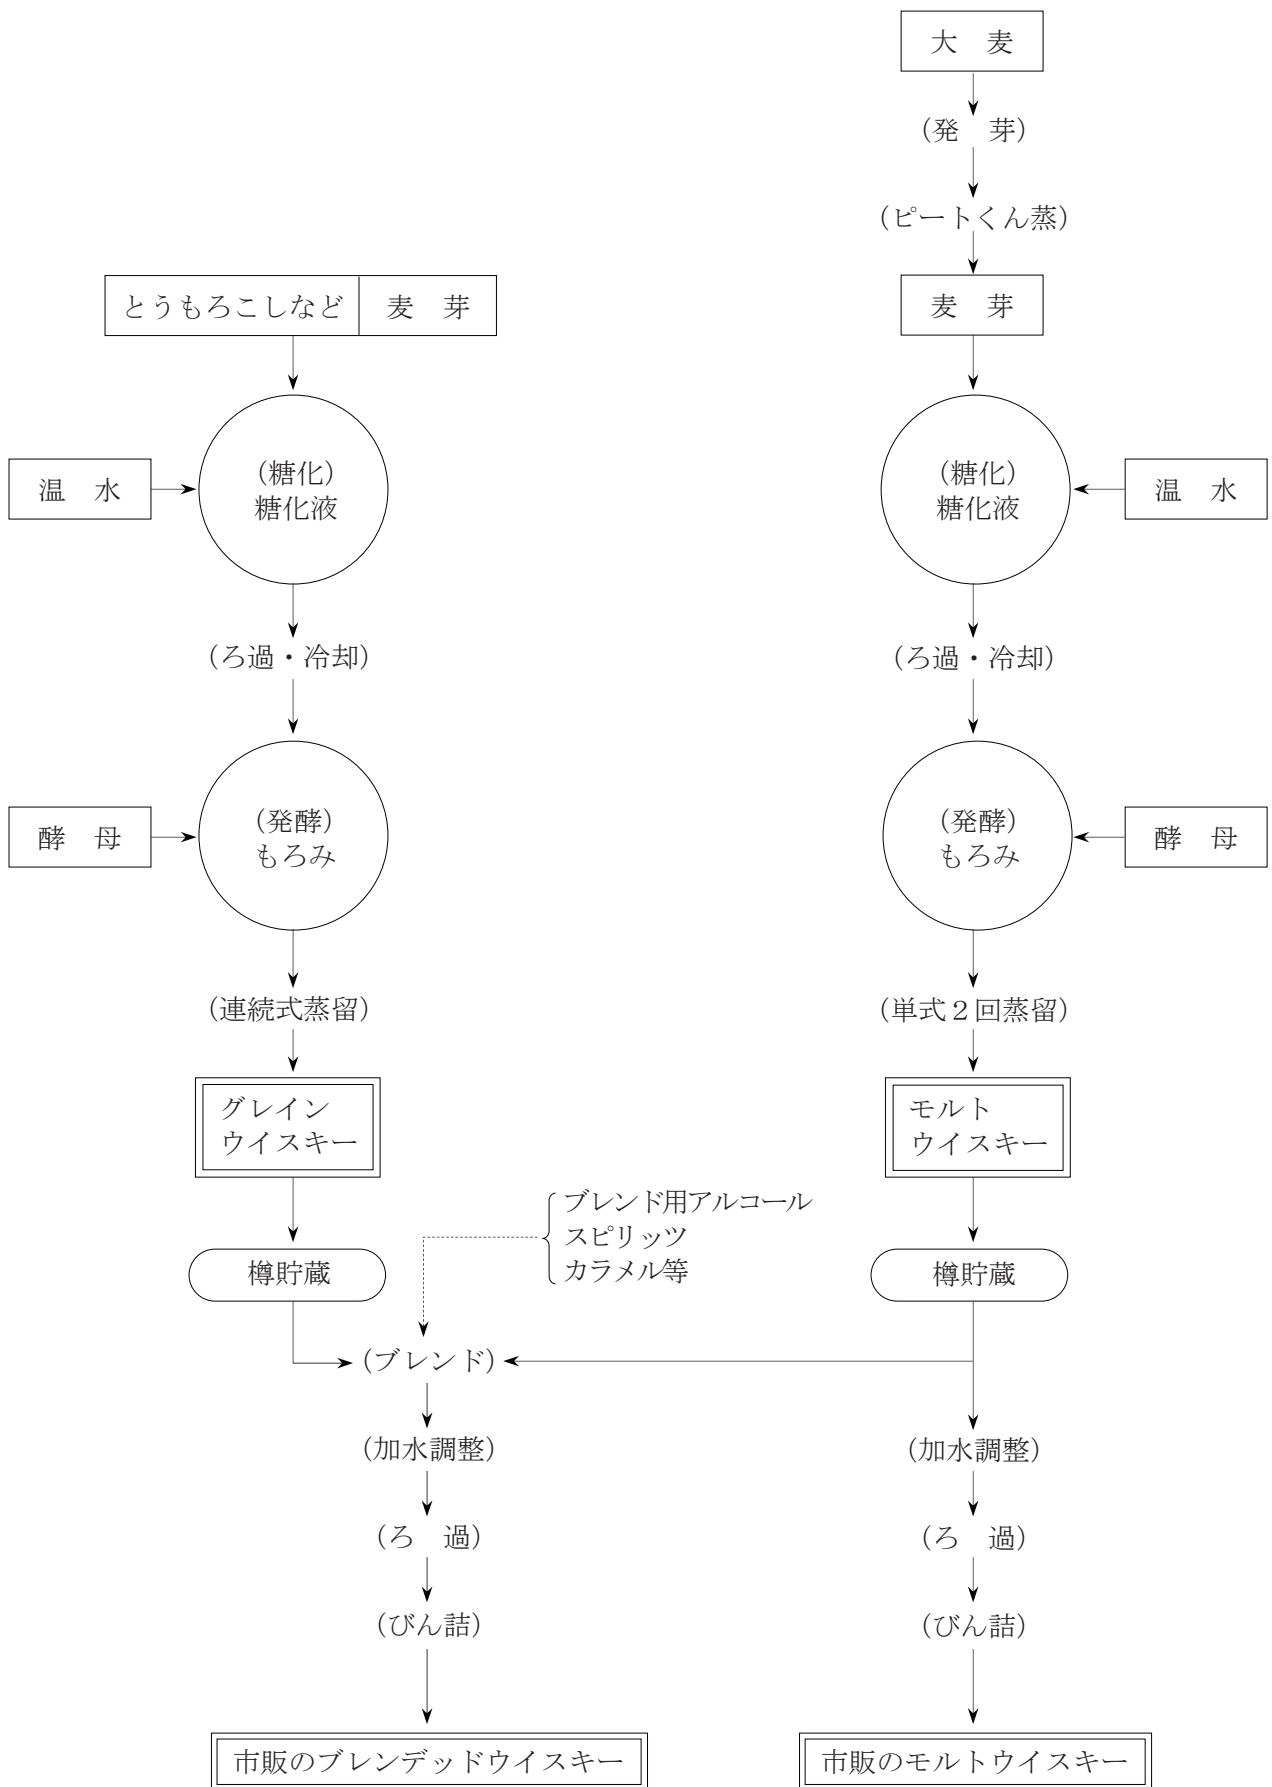 大　麦
(発　芽)
(ピートくん蒸)
とうもろこしなど
麦　芽
麦　芽
温　水
(糖化)
糖化液
(糖化)
糖化液
温　水
(ろ過・冷却)
(ろ過・冷却)
酵　母
(発酵)
もろみ
(発酵)
もろみ
酵　母
(連続式蒸留)
(単式２回蒸留)
グレイン
ウイスキー
モルト
ウイスキー
ブレンド用アルコール
スピリッツ
カラメル等
樽貯蔵
樽貯蔵
(ブレンド)
(加水調整)
(加水調整)
(ろ　過)
(ろ　過)
(びん詰)
(びん詰)
市販のブレンデッドウイスキー
市販のモルトウイスキー